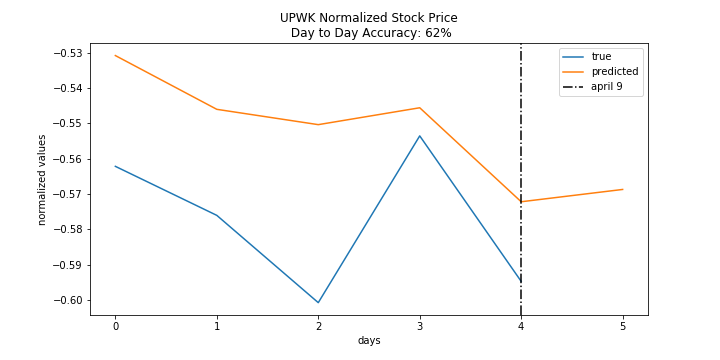 UPWK Normalized Stock Price
Day to Day Accuracy: 62%
true
predicted
april 9
normalized values
−0.53
−0.54
−0.55
−0.56
−0.57
−0.58
−0.59
−0.60
0 1 2 3 4 5
days